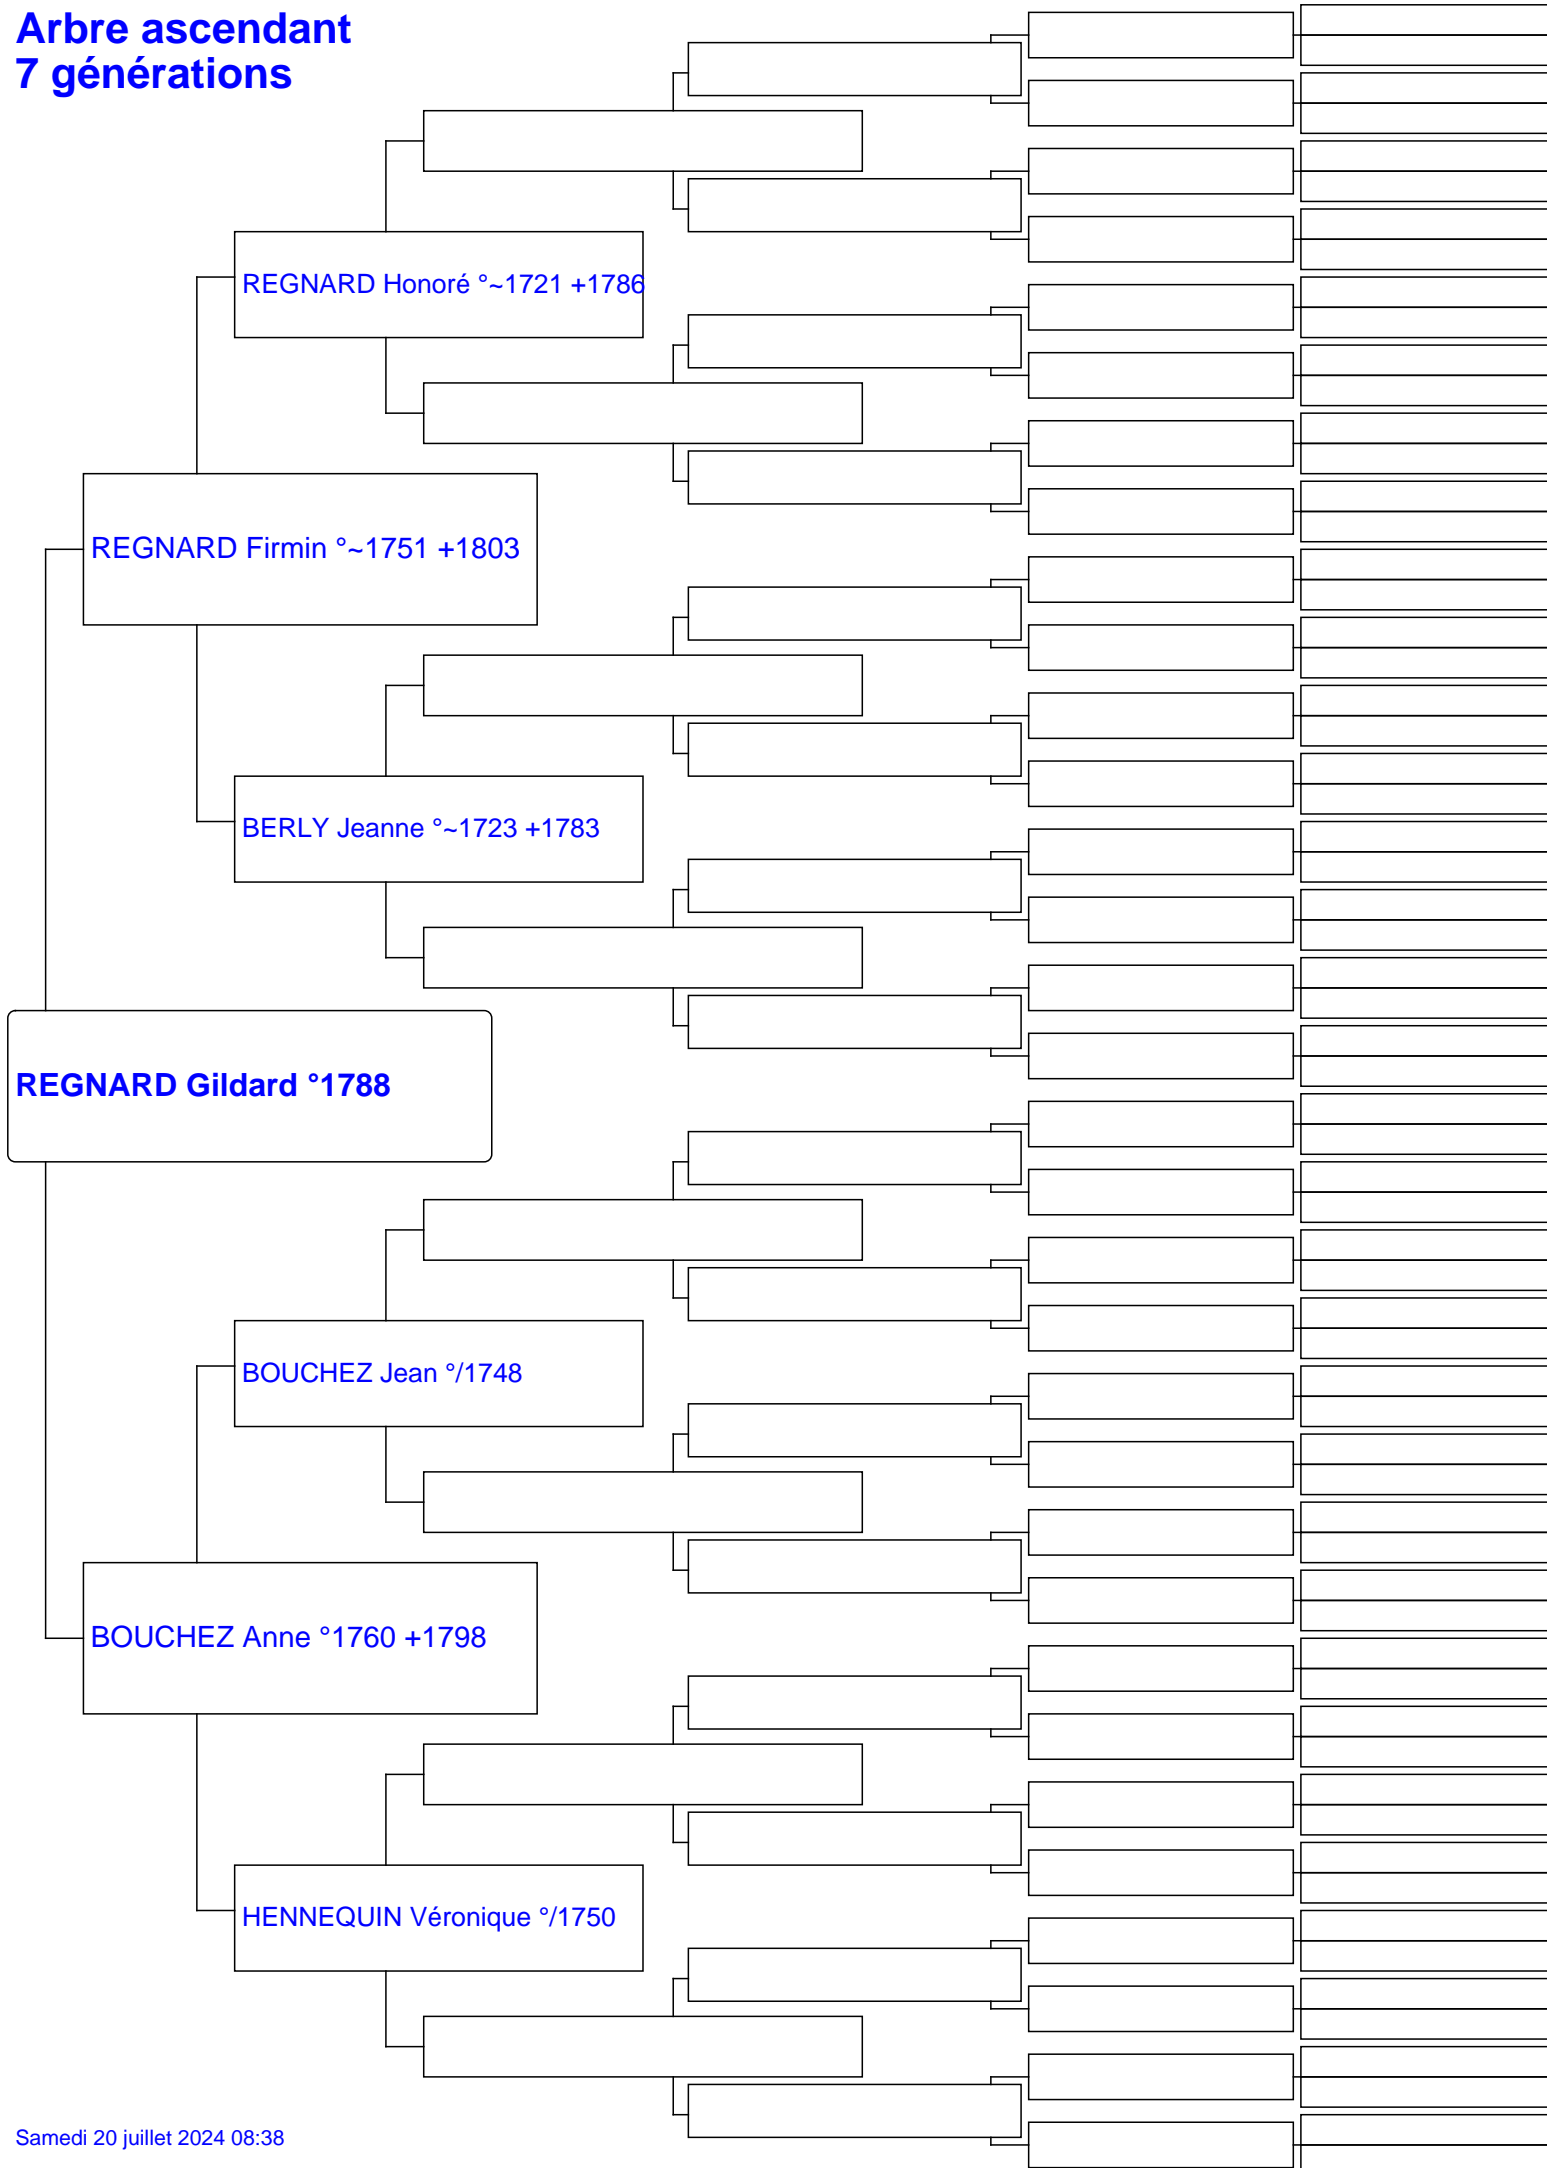 Arbre ascendant
7 générations
REGNARD Honoré °~1721 +1786
REGNARD Firmin °~1751 +1803
BERLY Jeanne °~1723 +1783
REGNARD Gildard °1788
BOUCHEZ Jean °/1748
BOUCHEZ Anne °1760 +1798
HENNEQUIN Véronique °/1750
Samedi 20 juillet 2024 08:38